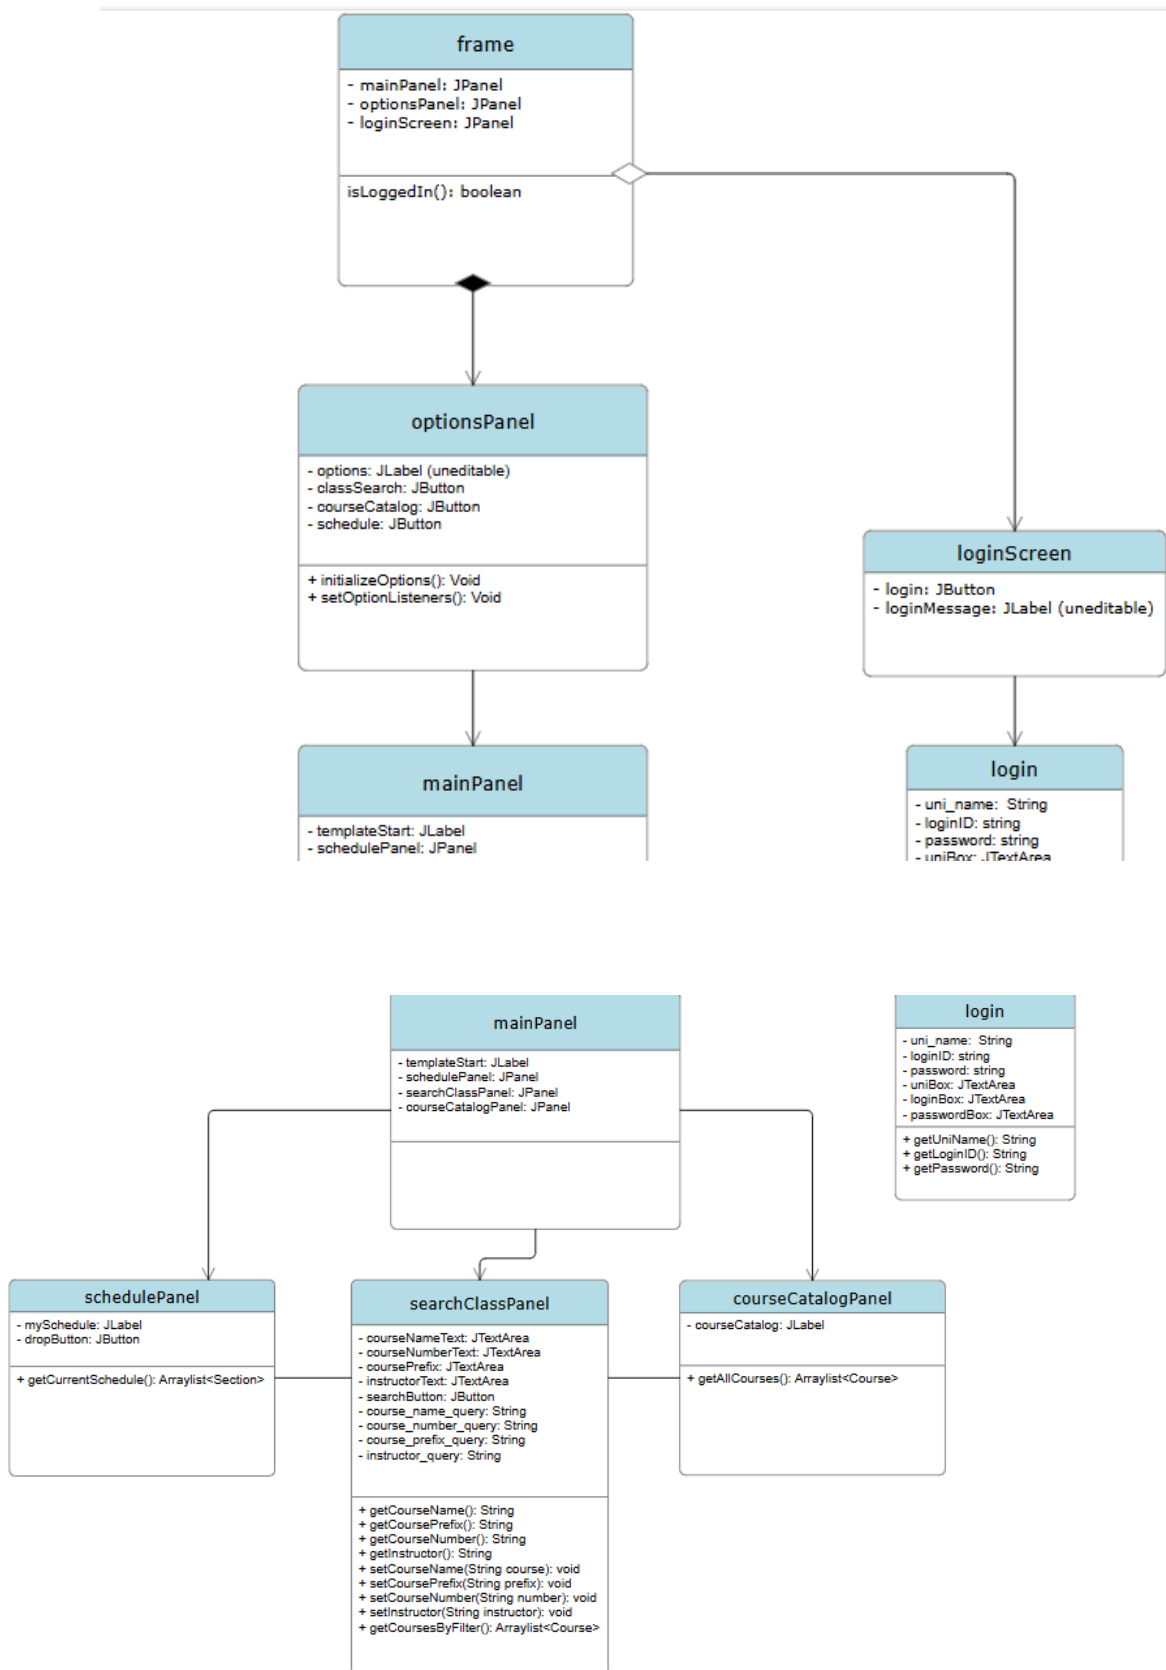 frame
- mainPanel: JPanel
- optionsPanel: JPanel
- loginScreen: JPanel
isLoggedIn(): boolean
optionsPanel
- options: JLabel (uneditable)
- classSearch: JButton
- courseCatalog: JButton
- schedule: JButton
+ initializeOptions(): Void
+ setOptionListeners(): Void
loginScreen
- login: JButton
- loginMessage: JLabel (uneditable)
mainPanel
- templateStart: JLabel
- schedulePanel: JPanel
login
- uni_name:  String
- loginID: string
- password: string
- uniBox: JTextArea
mainPanel
- templateStart: JLabel
- schedulePanel: JPanel
- searchClassPanel: JPanel
- courseCatalogPanel: JPanel
login
- uni_name:  String
- loginID: string
- password: string
- uniBox: JTextArea
- loginBox: JTextArea
- passwordBox: JTextArea
+ getUniName(): String
+ getLoginID(): String
+ getPassword(): String
schedulePanel
- mySchedule: JLabel
- dropButton: JButton
+ getCurrentSchedule(): Arraylist<Section>
searchClassPanel
- courseNameText: JTextArea
- courseNumberText: JTextArea
- coursePrefix: JTextArea
- instructorText: JTextArea
- searchButton: JButton
- course_name_query: String
- course_number_query: String
- course_prefix_query: String
- instructor_query: String
+ getCourseName(): String
+ getCoursePrefix(): String
+ getCourseNumber(): String
+ getInstructor(): String
+ setCourseName(String course): void
+ setCoursePrefix(String prefix): void
+ setCourseNumber(String number): void
+ setInstructor(String instructor): void
+ getCoursesByFilter(): Arraylist<Course>
courseCatalogPanel
- courseCatalog: JLabel
+ getAllCourses(): Arraylist<Course>